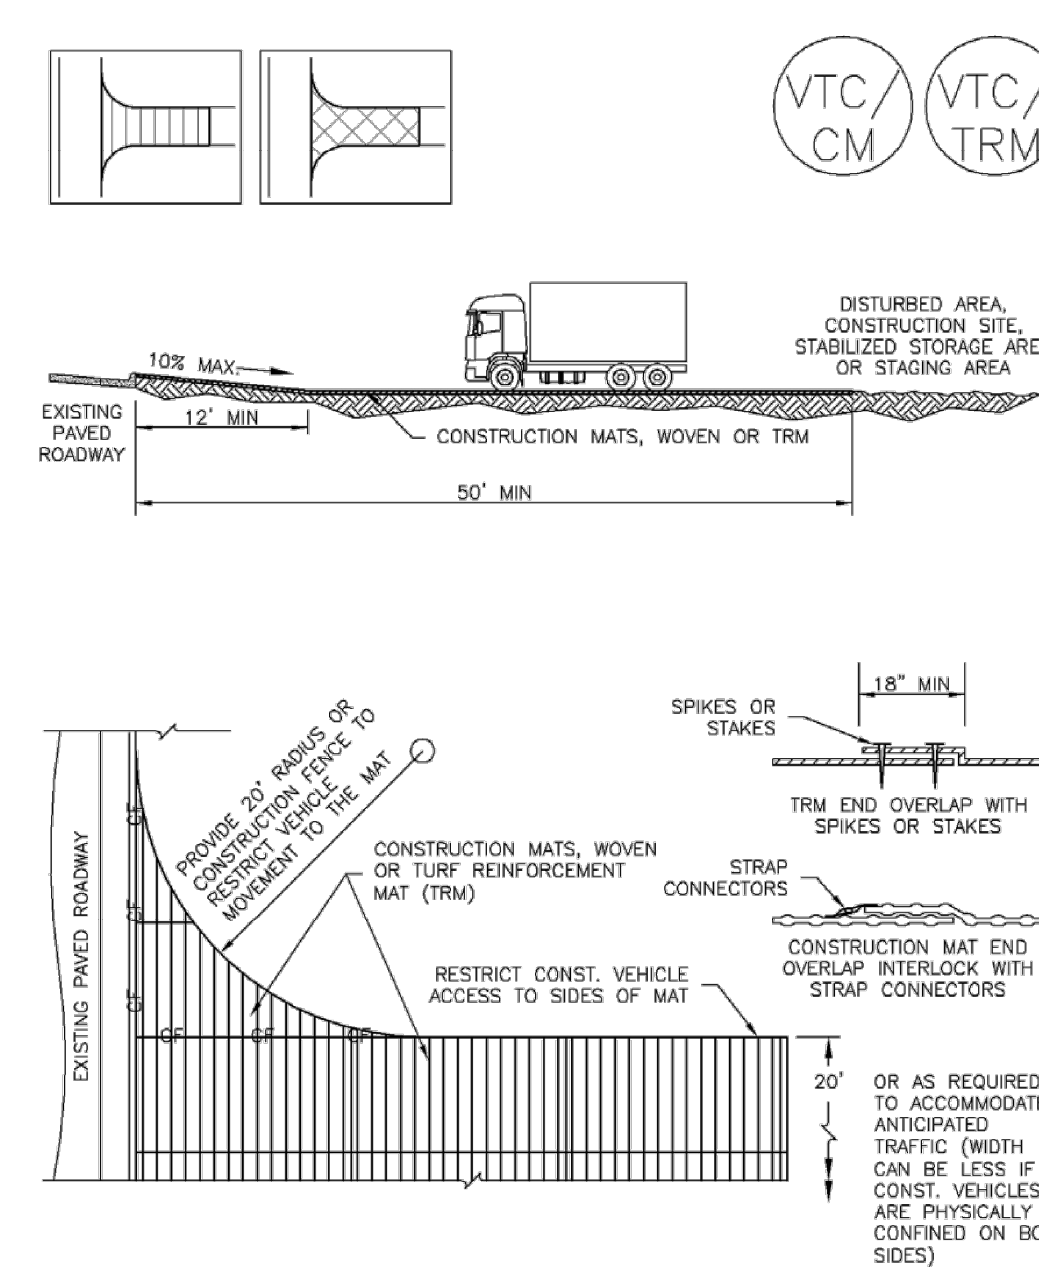 VTC/
CM
VTC/
TRM
10% MAX.
DISTURBED AREA,
CONSTRUCTION SITE,
STABILIZED STORAGE ARE
OR STAGING AREA
EXISTING
PAVED
ROADWAY
12' MIN
CONSTRUCTION MATS, WOVEN OR TRM
50' MIN
18" MIN
SPIKES OR
STAKES
TRM END OVERLAP WITH
SPIKES OR STAKES
PROVIDE 20' RADIUS OR
CONSTRUCTION FENCE TO
RESTRICT VEHICLE
MOVEMENT TO THE MAT
CONSTRUCTION MATS, WOVEN
OR TURF REINFORCEMENT
MAT (TRM)
STRAP
CONNECTORS
CONSTRUCTION MAT END
OVERLAP INTERLOCK WITH
STRAP CONNECTORS
RESTRICT CONST. VEHICLE
ACCESS TO SIDES OF MAT
EXISTING PAVED ROADWAY
CF
CF
CF
CF
CF
CF
20'
OR AS REQUIRED
TO ACCOMMODATE
ANTICIPATED
TRAFFIC (WIDTH
CAN BE LESS IF
CONST. VEHICLES
ARE PHYSICALLY
CONFINED ON BO
SIDES)